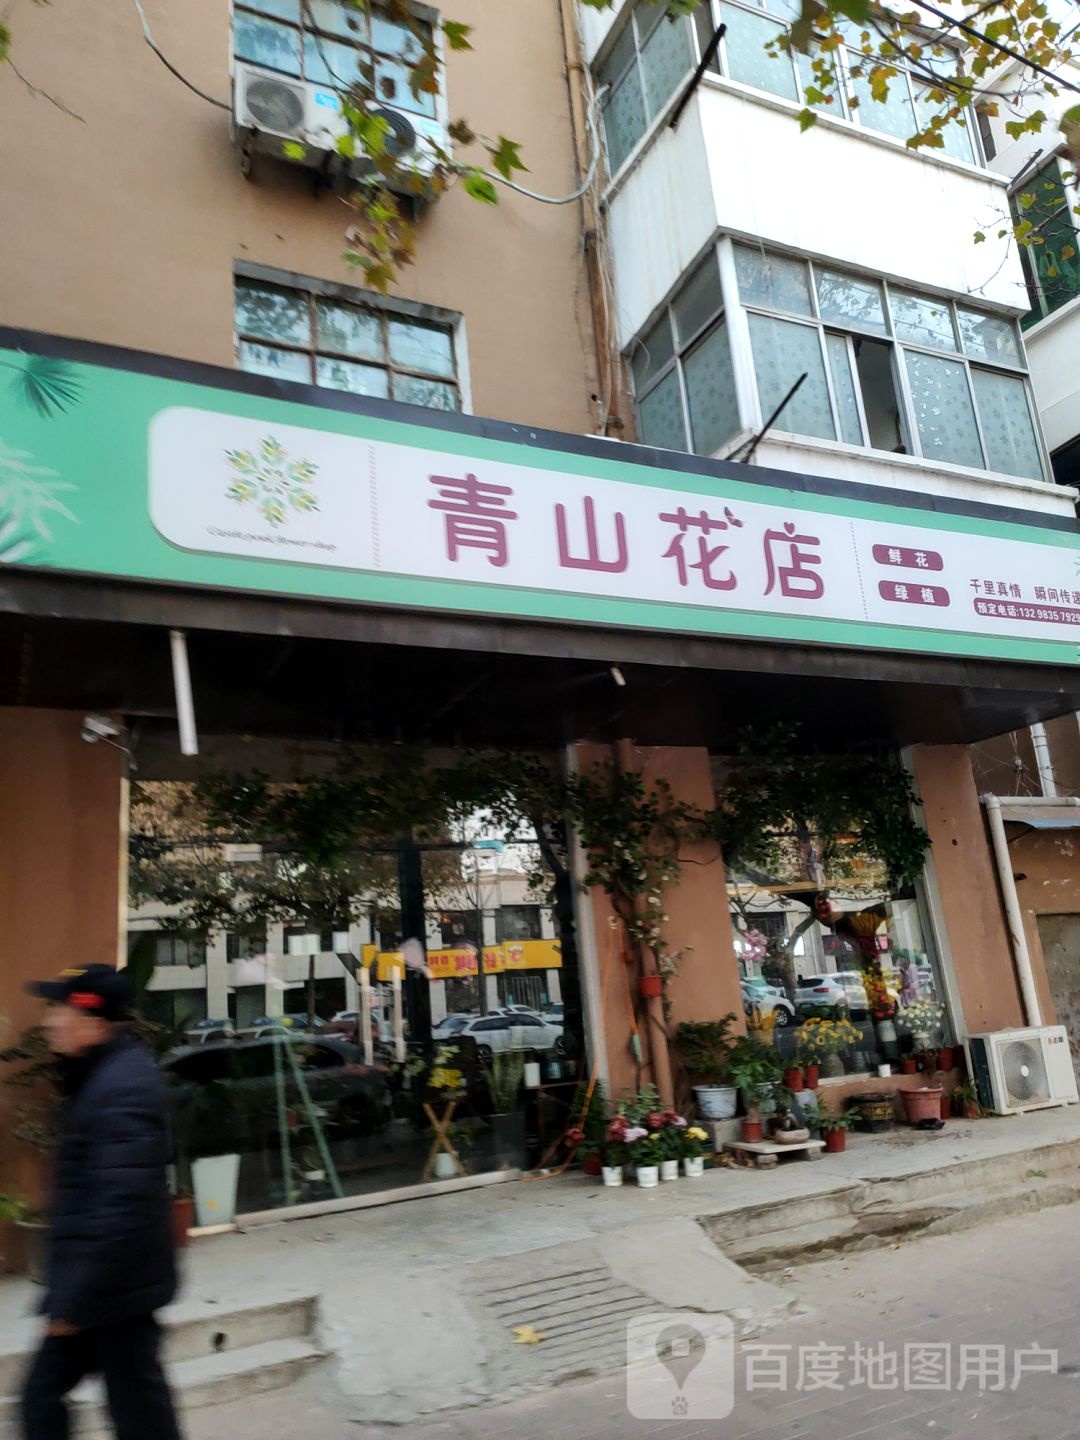 青山花店
鲜花
绿植
千里真情 瞬间传递
预定电话:132 9835 7929
百度地图用户